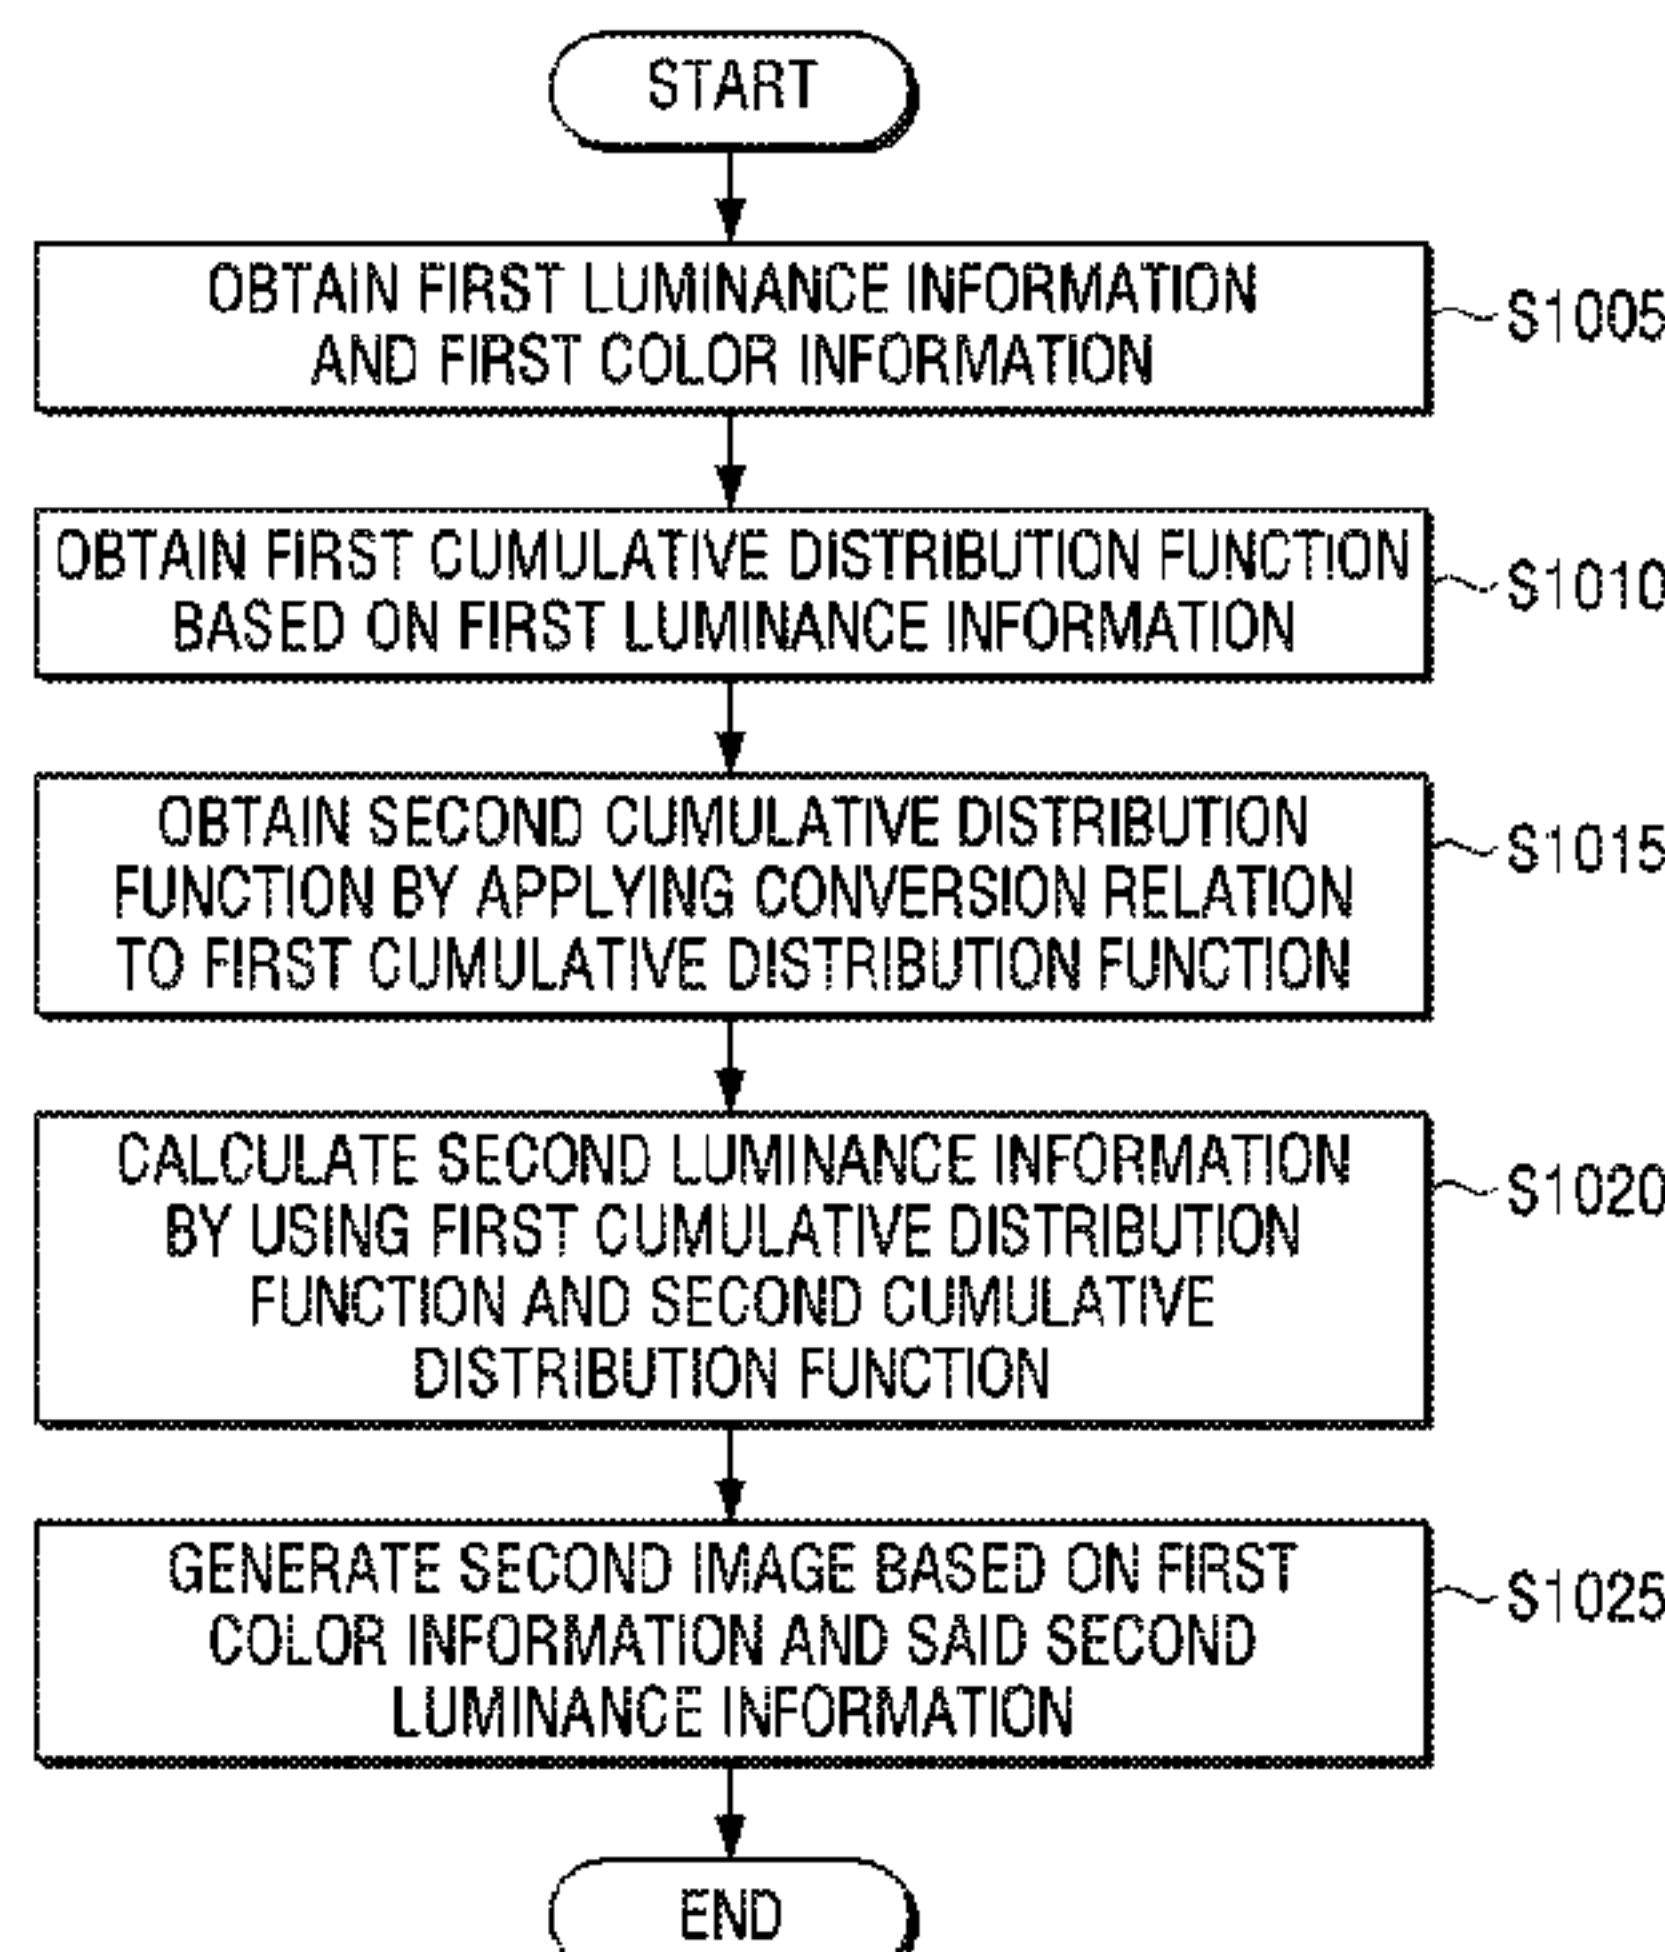 START
OBTAIN FIRST LUMINANCE INFORMATION
AND FIRST COLOR INFORMATION
S1005
OBTAIN FIRST CUMULATIVE DISTRIBUTION FUNCTION
BASED ON FIRST LUMINANCE INFORMATION
S1010
OBTAIN SECOND CUMULATIVE DISTRIBUTION
FUNCTION BY APPLYING CONVERSION RELATION
TO FIRST CUMULATIVE DISTRIBUTION FUNCTION
S1015
CALCULATE SECOND LUMINANCE INFORMATION
BY USING FIRST CUMULATIVE DISTRIBUTION
FUNCTION AND SECOND CUMULATIVE
DISTRIBUTION FUNCTION
S1020
GENERATE SECOND IMAGE BASED ON FIRST
COLOR INFORMATION AND SAID SECOND
LUMINANCE INFORMATION
S1025
END